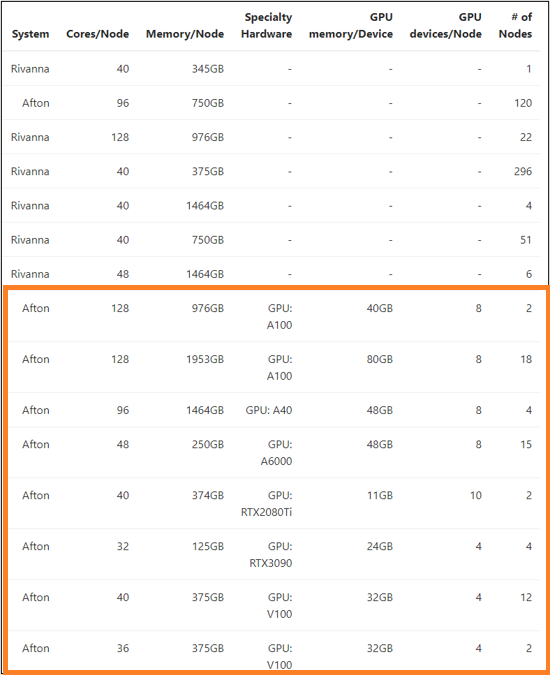 System Cores/Node Memory/Node Specialty Hardware GPU memory/Device GPU devices/Node # of Nodes
Rivanna 40 345GB - - - 1
Afton 96 750GB - - - 120
Rivanna 128 976GB - - - 22
Rivanna 40 375GB - - - 296
Rivanna 40 1464GB - - - 4
Rivanna 40 750GB - - - 51
Rivanna 48 1464GB - - - 6
Afton 128 976GB GPU: A100 40GB 8 2
Afton 128 1953GB GPU: A100 80GB 8 18
Afton 96 1464GB GPU: A40 48GB 8 4
Afton 48 250GB GPU: A6000 48GB 8 15
Afton 40 374GB GPU: RTX2080Ti 11GB 10 2
Afton 32 125GB GPU: RTX3090 24GB 4 4
Afton 40 375GB GPU: V100 32GB 4 12
Afton 36 375GB GPU: V100 32GB 4 2